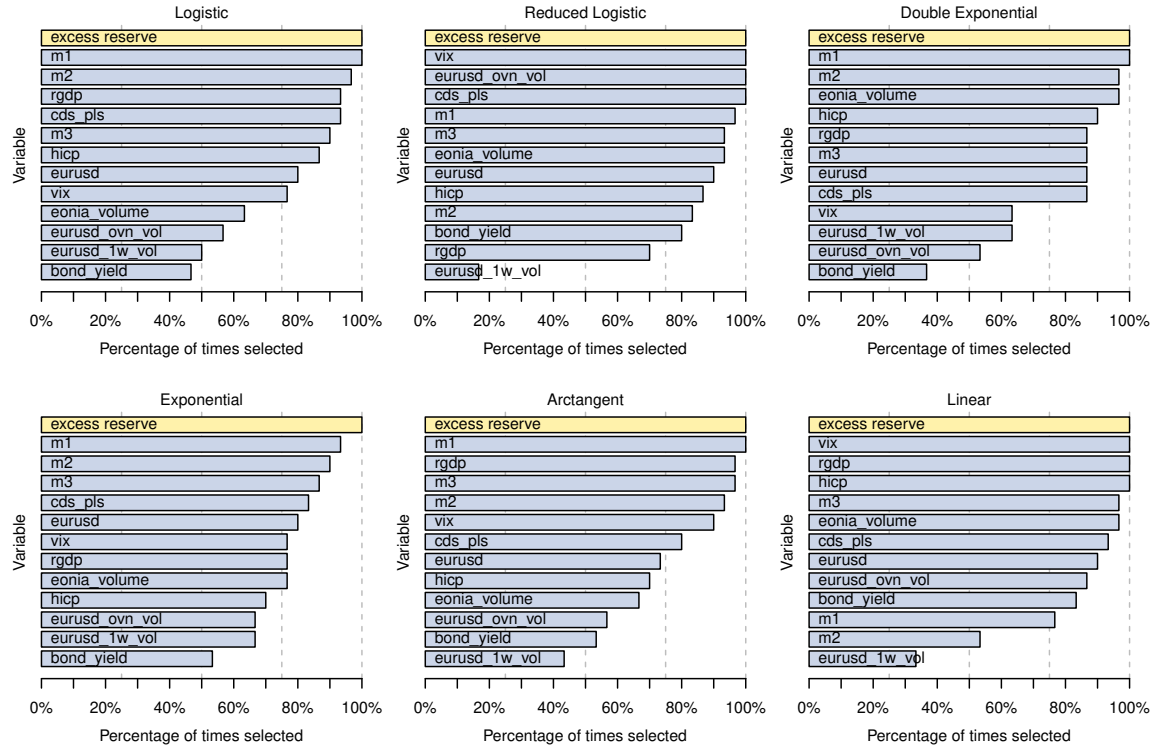 Logistic
Variable
excess reserve
m1
m2
rgdp
cds_pls
m3
hicp
eurusd
vix
eonia_volume
eurusd_ovn_vol
eurusd_1w_vol
bond_yield
0% 20% 40% 60% 80% 100%
Percentage of times selected
Reduced Logistic
Variable
excess reserve
vix
eurusd_ovn_vol
cds_pls
m1
m3
eonia_volume
eurusd
hicp
m2
bond_yield
rgdp
eurusd_1w_vol
0% 20% 40% 60% 80% 100%
Percentage of times selected
Double Exponential
Variable
excess reserve
m1
m2
eonia_volume
hicp
rgdp
m3
eurusd
cds_pls
vix
eurusd_1w_vol
eurusd_ovn_vol
bond_yield
0% 20% 40% 60% 80% 100%
Percentage of times selected
Exponential
Variable
excess reserve
m1
m2
m3
cds_pls
eurusd
vix
rgdp
eonia_volume
hicp
eurusd_ovn_vol
eurusd_1w_vol
bond_yield
0% 20% 40% 60% 80% 100%
Percentage of times selected
Arctangent
Variable
excess reserve
m1
rgdp
m3
m2
vix
cds_pls
eurusd
hicp
eonia_volume
eurusd_ovn_vol
bond_yield
eurusd_1w_vol
0% 20% 40% 60% 80% 100%
Percentage of times selected
Linear
Variable
excess reserve
vix
rgdp
hicp
m3
eonia_volume
cds_pls
eurusd
eurusd_ovn_vol
bond_yield
m1
m2
eurusd_1w_vol
0% 20% 40% 60% 80% 100%
Percentage of times selected